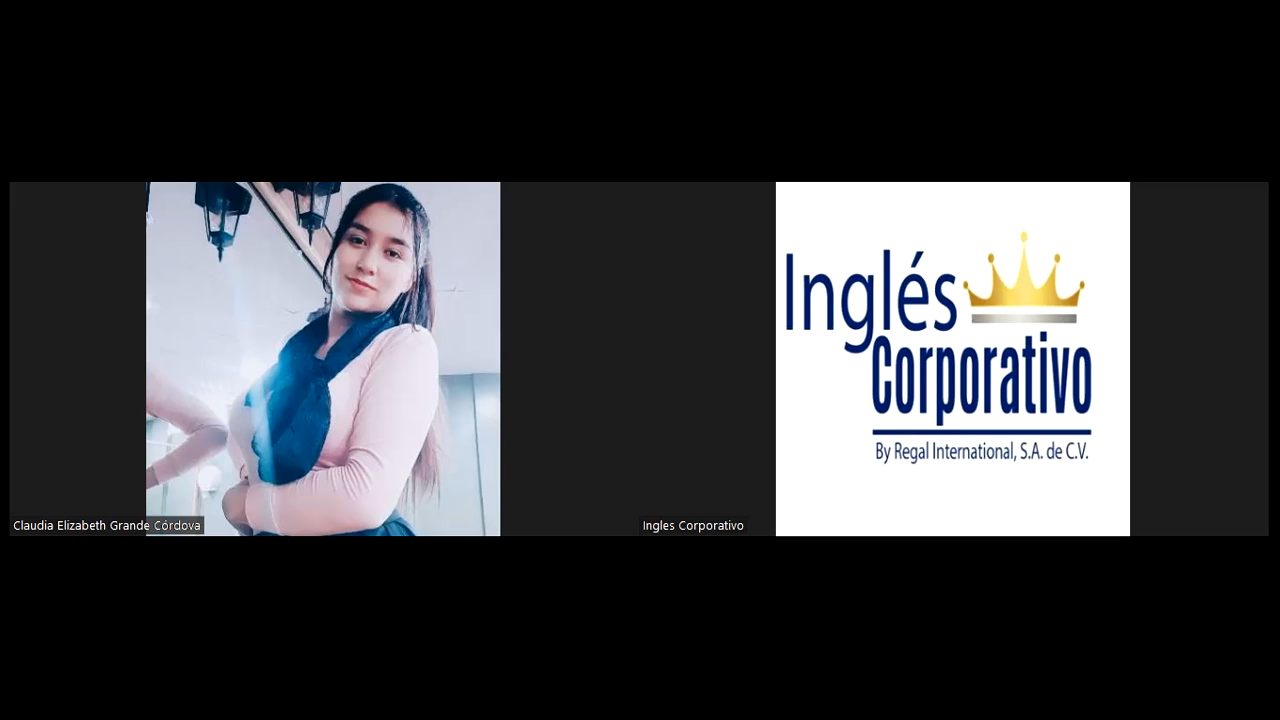 Inglés
Corporativo
By Regal International, S.A. de C.V.
Claudia Elizabeth Grande Córdova
Ingles Corporativo